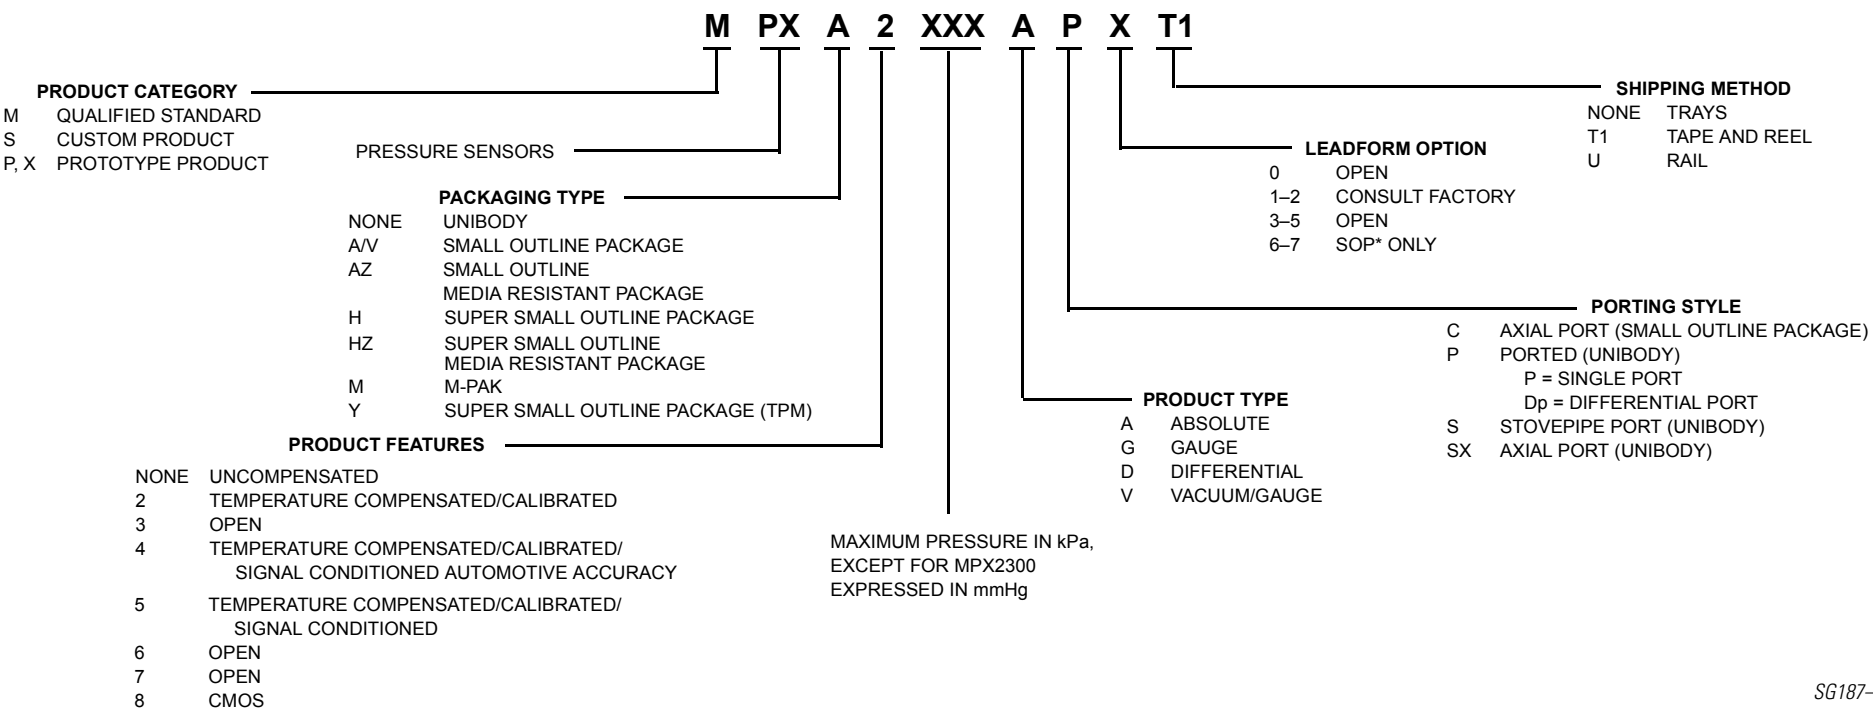 M PX A 2 XXX A P X T1
PRODUCT CATEGORY
M QUALIFIED STANDARD
S CUSTOM PRODUCT
P, X PROTOTYPE PRODUCT
PRESSURE SENSORS
PACKAGING TYPE
NONE UNIBODY
A/V SMALL OUTLINE PACKAGE
AZ SMALL OUTLINE
MEDIA RESISTANT PACKAGE
H SUPER SMALL OUTLINE PACKAGE
HZ SUPER SMALL OUTLINE
MEDIA RESISTANT PACKAGE
M M-PAK
Y SUPER SMALL OUTLINE PACKAGE (TPM)
PRODUCT FEATURES
NONE UNCOMPENSATED
2 TEMPERATURE COMPENSATED/CALIBRATED
3 OPEN
4 TEMPERATURE COMPENSATED/CALIBRATED/
SIGNAL CONDITIONED AUTOMOTIVE ACCURACY
5 TEMPERATURE COMPENSATED/CALIBRATED/
SIGNAL CONDITIONED
6 OPEN
7 OPEN
8 CMOS
MAXIMUM PRESSURE IN kPa,
EXCEPT FOR MPX2300
EXPRESSED IN mmHg
PRODUCT TYPE
A ABSOLUTE
G GAUGE
D DIFFERENTIAL
V VACUUM/GAUGE
PORTING STYLE
C AXIAL PORT (SMALL OUTLINE PACKAGE)
P PORTED (UNIBODY)
P = SINGLE PORT
Dp = DIFFERENTIAL PORT
S STOVEPIPE PORT (UNIBODY)
SX AXIAL PORT (UNIBODY)
LEADFORM OPTION
0 OPEN
1–2 CONSULT FACTORY
3–5 OPEN
6–7 SOP* ONLY
SHIPPING METHOD
NONE TRAYS
T1 TAPE AND REEL
U RAIL
SG187–